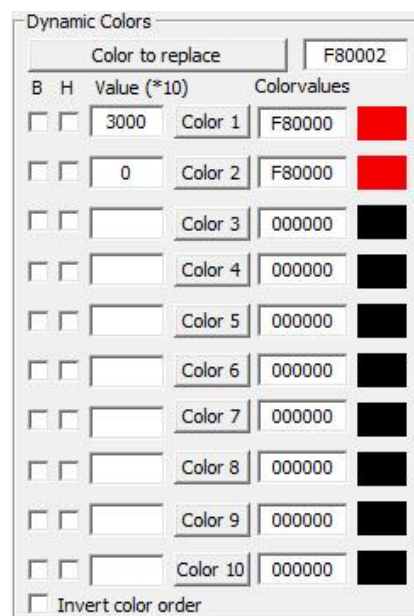 Dynamic Colors
Color to replace F80002
B H Value (*10) Colorvalues
3000 Color 1 F80000
0 Color 2 F80000
Color 3 000000
Color 4 000000
Color 5 000000
Color 6 000000
Color 7 000000
Color 8 000000
Color 9 000000
Color 10 000000
Invert color order